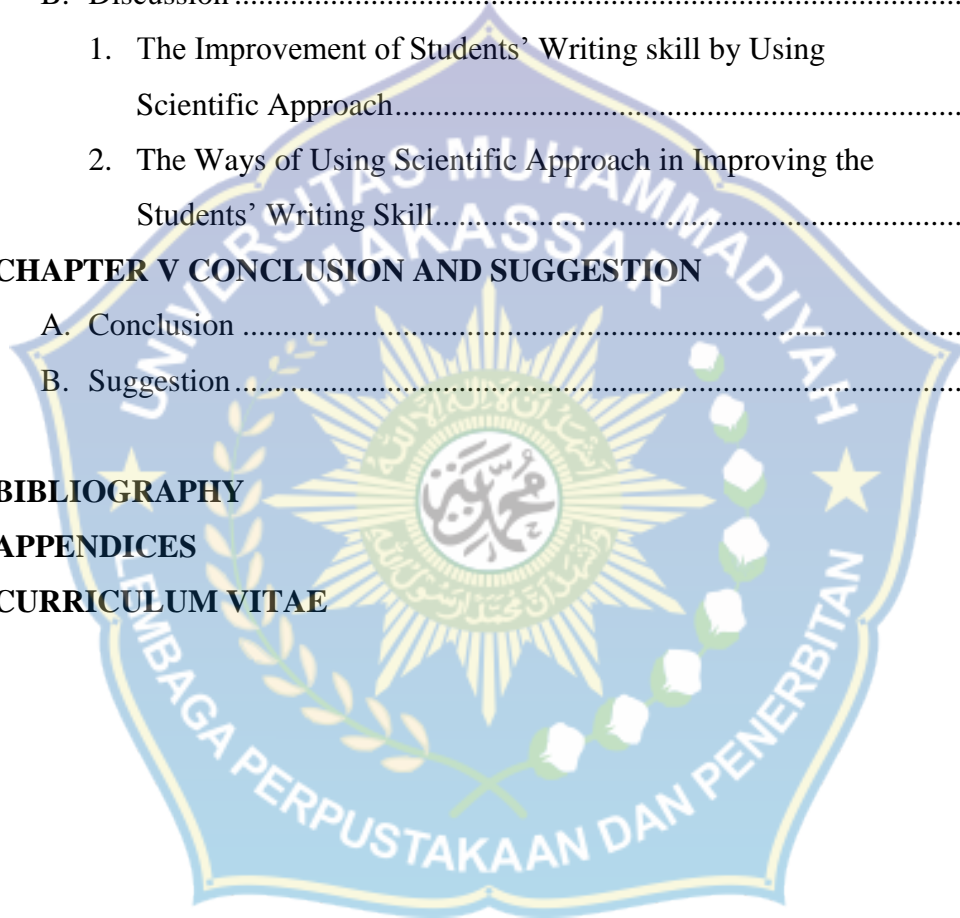 B. Discussion
1. The Improvement of Students’ Writing skill by Using
Scientific Approach
2. The Ways of Using Scientific Approach in Improving the
Students’ Writing Skill
CHAPTER V CONCLUSION AND SUGGESTION
A. Conclusion
B. Suggestion
BIBLIOGRAPHY
APPENDICES
CURRICULUM VITAE
UNIVERSITAS MUHAMMADIYAH
MAKASSAR
LEMBAGA PERPUSTAKAAN DAN PENERBITAN